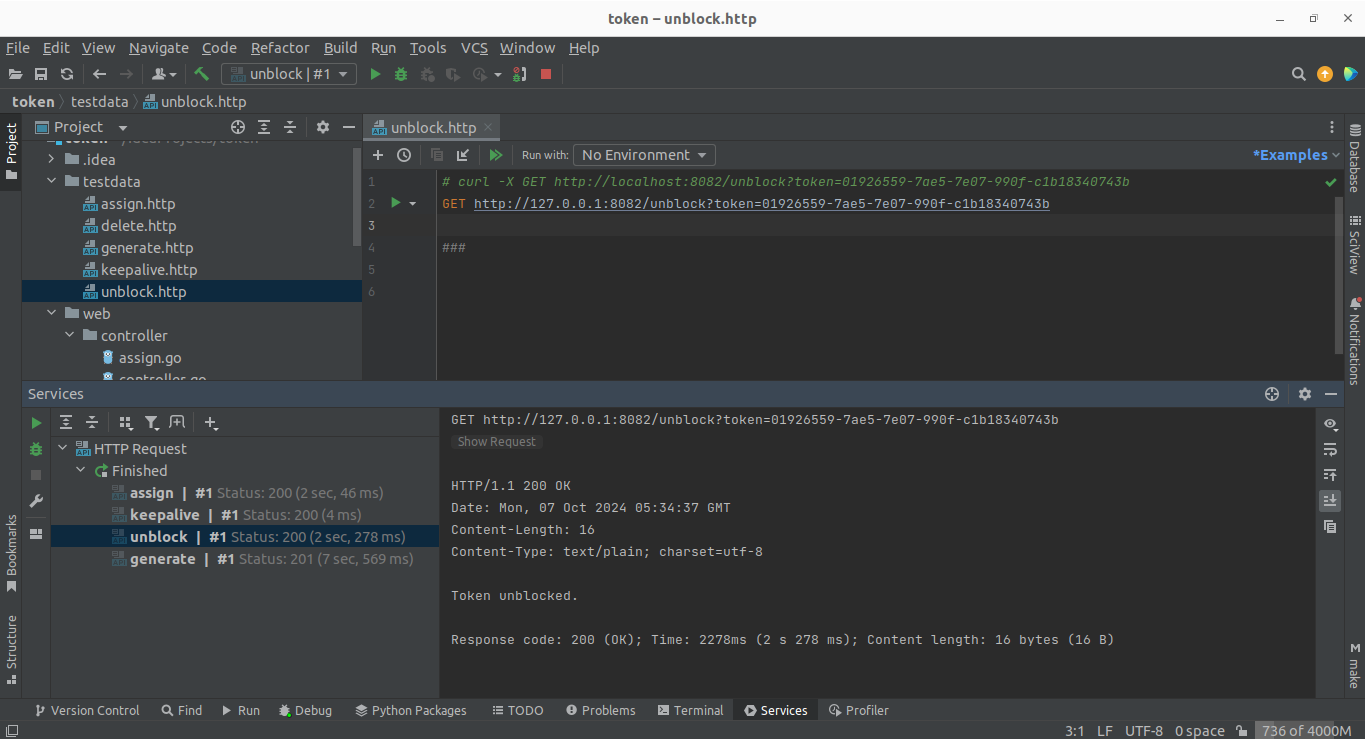 token – unblock.http
File Edit View Navigate Code Refactor Build Run Tools VCS Window Help
unblock | #1
token testdata unblock.http
Project
Project
.idea
testdata
assign.http
delete.http
generate.http
keepalive.http
unblock.http
web
controller
assign.go
controller.go
unblock.http
Run with: No Environment *Examples
1 # curl -X GET http://localhost:8082/unblock?token=01926559-7ae5-7e07-990f-c1b18340743b
2 GET http://127.0.0.1:8082/unblock?token=01926559-7ae5-7e07-990f-c1b18340743b
3
4 ###
5
6
Database
SciView
Notifications
make
Services
HTTP Request
Finished
assign | #1 Status: 200 (2 sec, 46 ms)
keepalive | #1 Status: 200 (4 ms)
unblock | #1 Status: 200 (2 sec, 278 ms)
generate | #1 Status: 201 (7 sec, 569 ms)
GET http://127.0.0.1:8082/unblock?token=01926559-7ae5-7e07-990f-c1b18340743b
Show Request
HTTP/1.1 200 OK
Date: Mon, 07 Oct 2024 05:34:37 GMT
Content-Length: 16
Content-Type: text/plain; charset=utf-8
Token unblocked.
Response code: 200 (OK); Time: 2278ms (2 s 278 ms); Content length: 16 bytes (16 B)
Bookmarks
Structure
Version Control Find Run Debug Python Packages TODO Problems Terminal Services Profiler
3:1 LF UTF-8 0 space 736 of 4000M